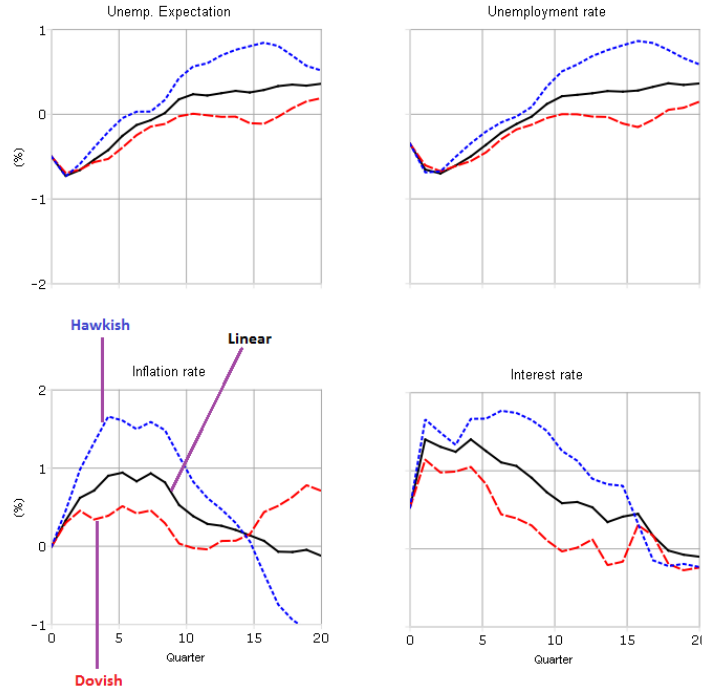 Unemp. Expectation
Unemployment rate
1
0
-1
-2
(%)
Hawkish
Linear
Inflation rate
Interest rate
2
1
0
-1
(%)
0 5 10 15 20
Quarter
0 5 10 15 20
Quarter
Dovish